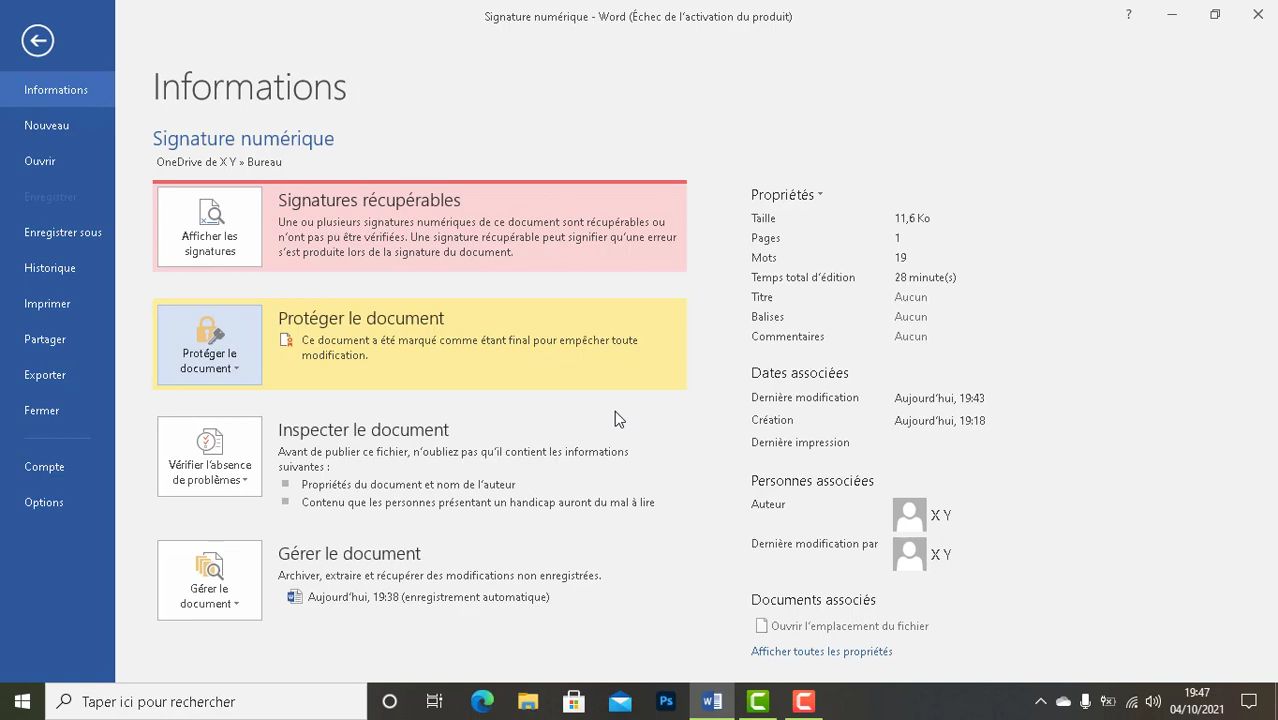 Signature numérique - Word (Échec de l'activation du produit)
?
Informations
Nouveau
Ouvrir
Enregistrer
Enregistrer sous
Historique
Imprimer
Partager
Exporter
Fermer
Compte
Options
Informations
Signature numérique
OneDrive de X Y » Bureau
Afficher les
signatures
Signatures récupérables
Une ou plusieurs signatures numériques de ce document sont récupérables ou
n'ont pas pu être vérifiées. Une signature récupérable peut signifier qu'une erreur
s'est produite lors de la signature du document.
Protéger le
document
Protéger le document
Ce document a été marqué comme étant final pour empêcher toute
modification.
Vérifier l'absence
de problèmes
Inspecter le document
Avant de publier ce fichier, n'oubliez pas qu'il contient les informations
suivantes :
Propriétés du document et nom de l'auteur
Contenu que les personnes présentant un handicap auront du mal à lire
Gérer le
document
Gérer le document
Archiver, extraire et récupérer des modifications non enregistrées.
Aujourd'hui, 19:38 (enregistrement automatique)
Propriétés
Taille 11,6 Ko
Pages 1
Mots 19
Temps total d'édition 28 minute(s)
Titre Aucun
Balises Aucun
Commentaires Aucun
Dates associées
Dernière modification Aujourd'hui, 19:43
Création Aujourd'hui, 19:18
Dernière impression
Personnes associées
Auteur X Y
Dernière modification par X Y
Documents associés
Ouvrir l'emplacement du fichier
Afficher toutes les propriétés
Taper ici pour rechercher
Ps
19:47
04/10/2021